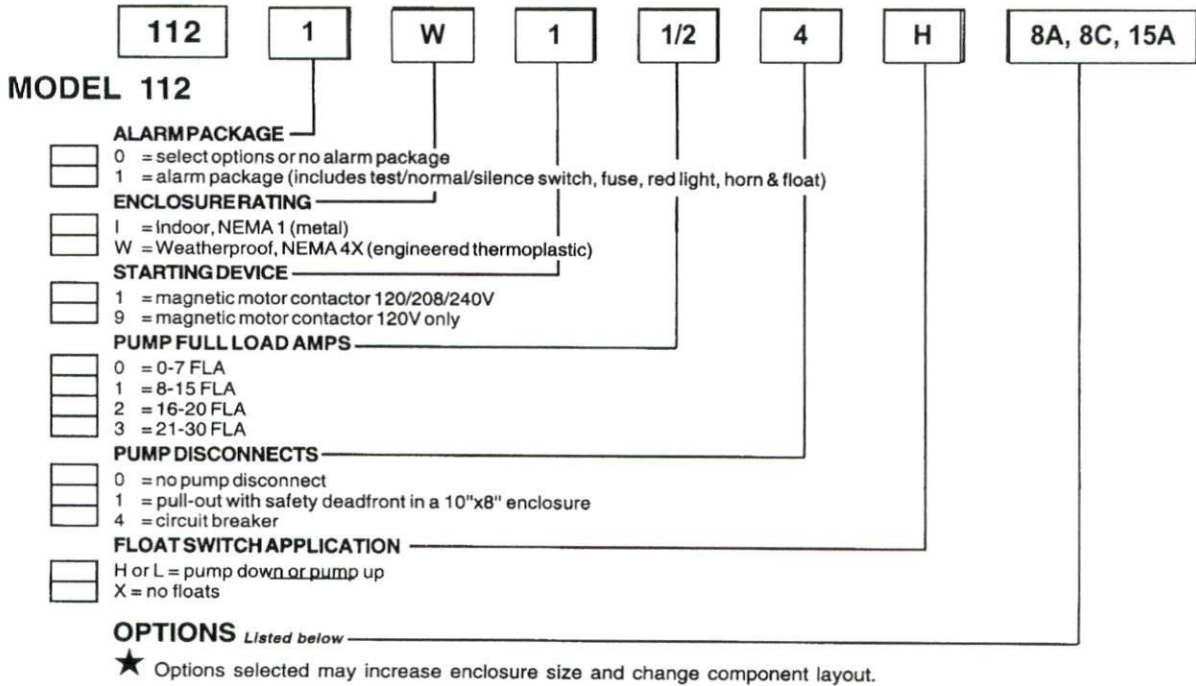 112 1 W 1 1/2 4 H 8A, 8C, 15A
MODEL 112
ALARM PACKAGE
0 = select options or no alarm package
1 = alarm package (includes test/normal/silence switch, fuse, red light, horn & float)
ENCLOSURE RATING
I = Indoor, NEMA 1 (metal)
W = Weatherproof, NEMA 4X (engineered thermoplastic)
STARTING DEVICE
1 = magnetic motor contactor 120/208/240V
9 = magnetic motor contactor 120V only
PUMP FULL LOAD AMPS
0 = 0-7 FLA
1 = 8-15 FLA
2 = 16-20 FLA
3 = 21-30 FLA
PUMP DISCONNECTS
0 = no pump disconnect
1 = pull-out with safety deadfront in a 10"x8" enclosure
4 = circuit breaker
FLOAT SWITCH APPLICATION
H or L = pump down or pump up
X = no floats
OPTIONS Listed below
★ Options selected may increase enclosure size and change component layout.